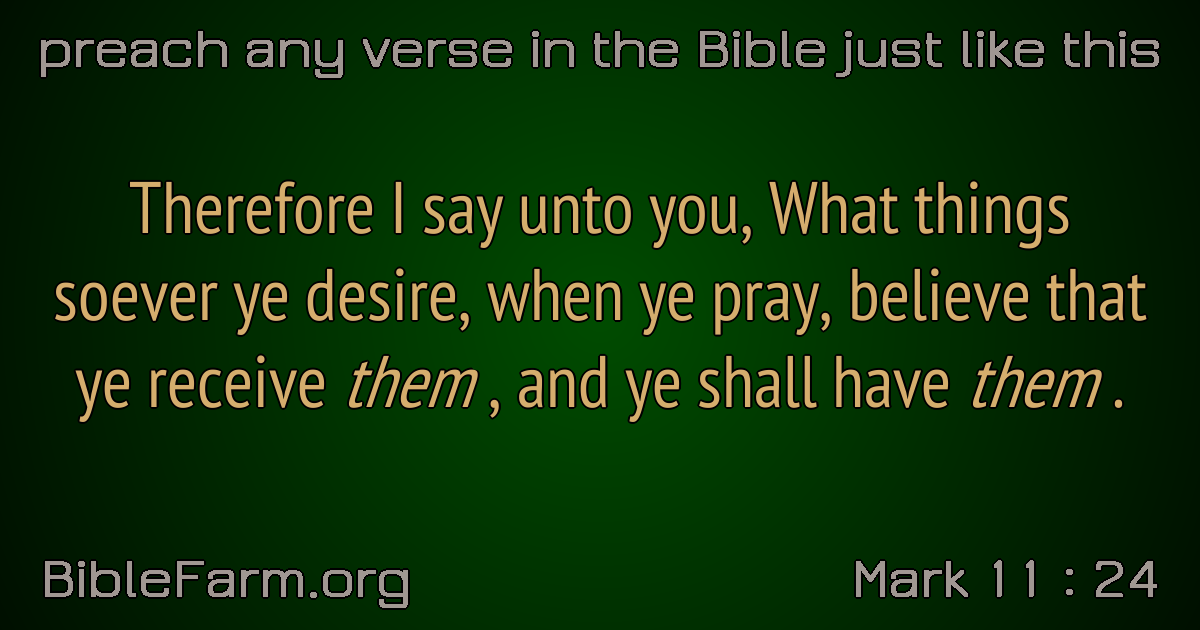 preach any verse in the Bible just like this
Therefore I say unto you, What things
soever ye desire, when ye pray, believe that
ye receive them , and ye shall have them .
BibleFarm.org
Mark 11 : 24